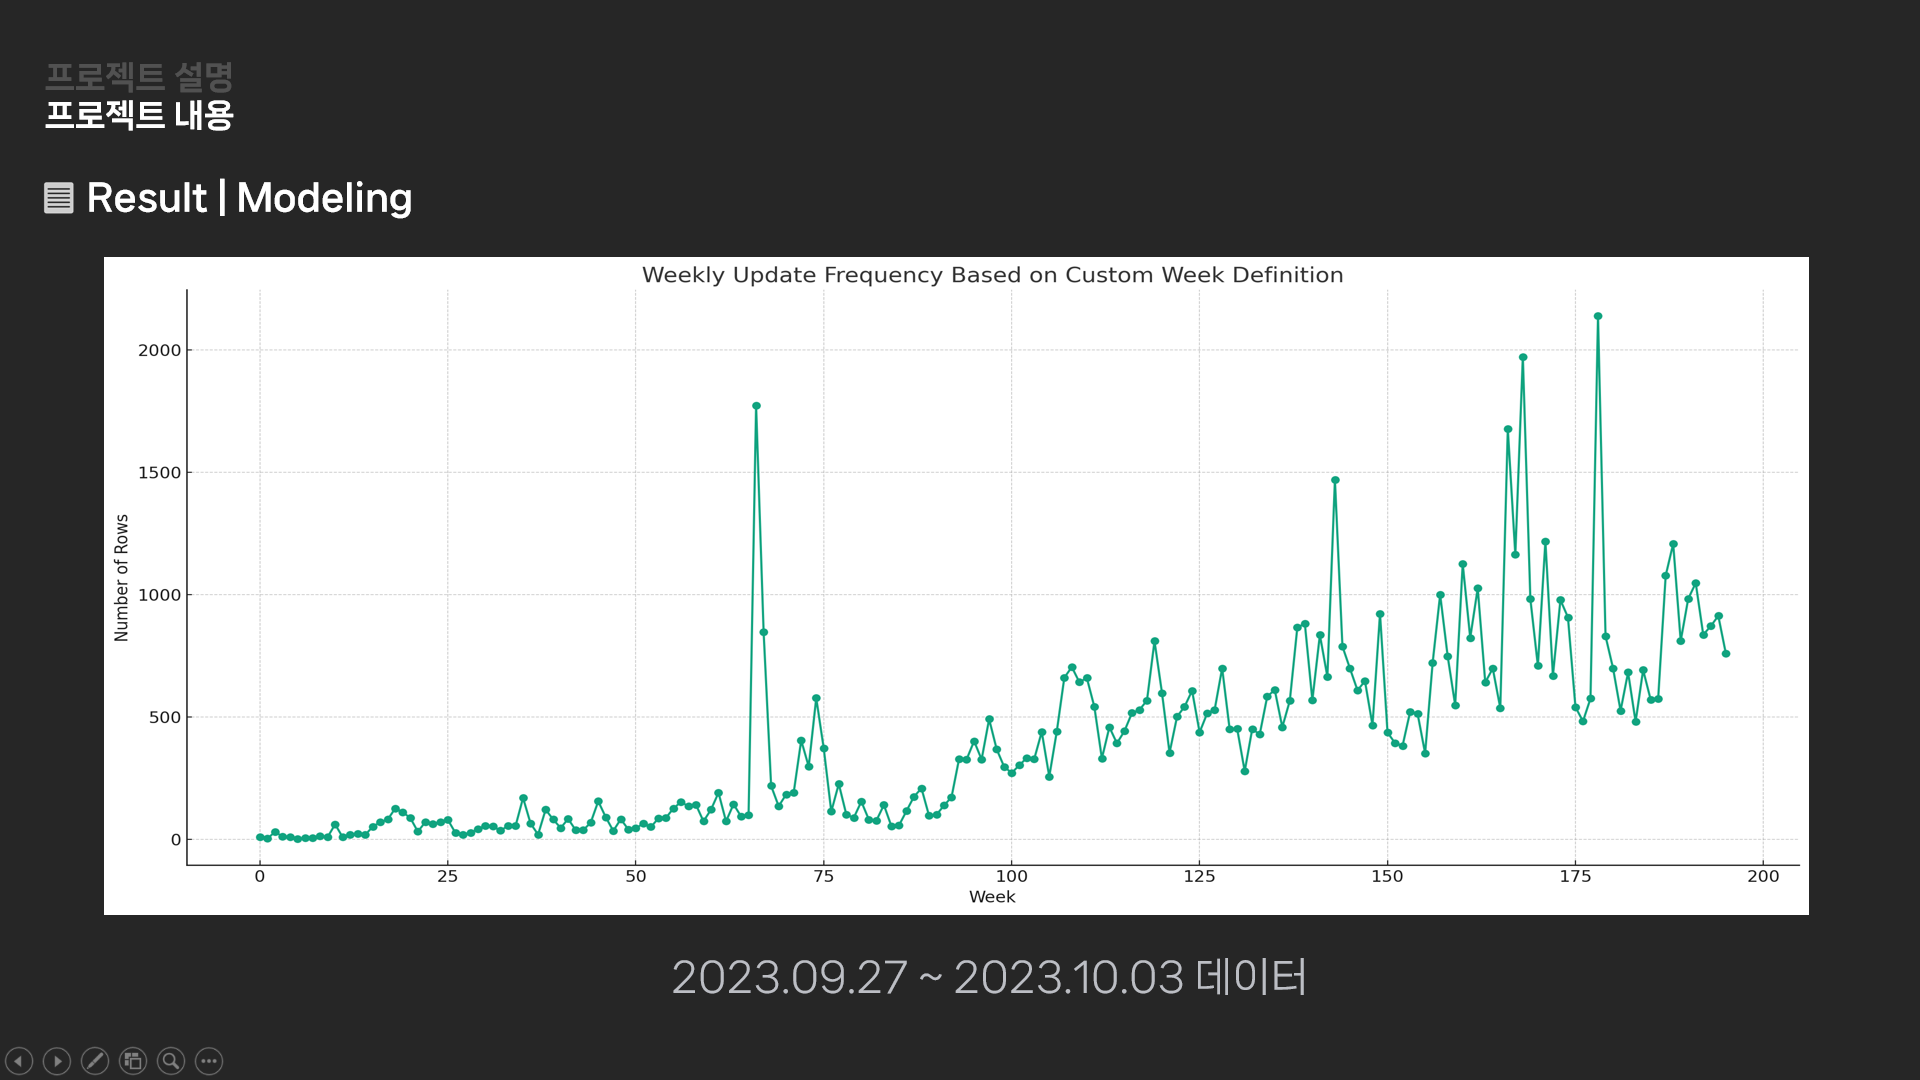 프로젝트 설명
프로젝트 내용
Result | Modeling
Weekly Update Frequency Based on Custom Week Definition
2000
1500
1000
500
0
Number of Rows
0 25 50 75 100 125 150 175 200
Week
2023.09.27 ~ 2023.10.03 데이터